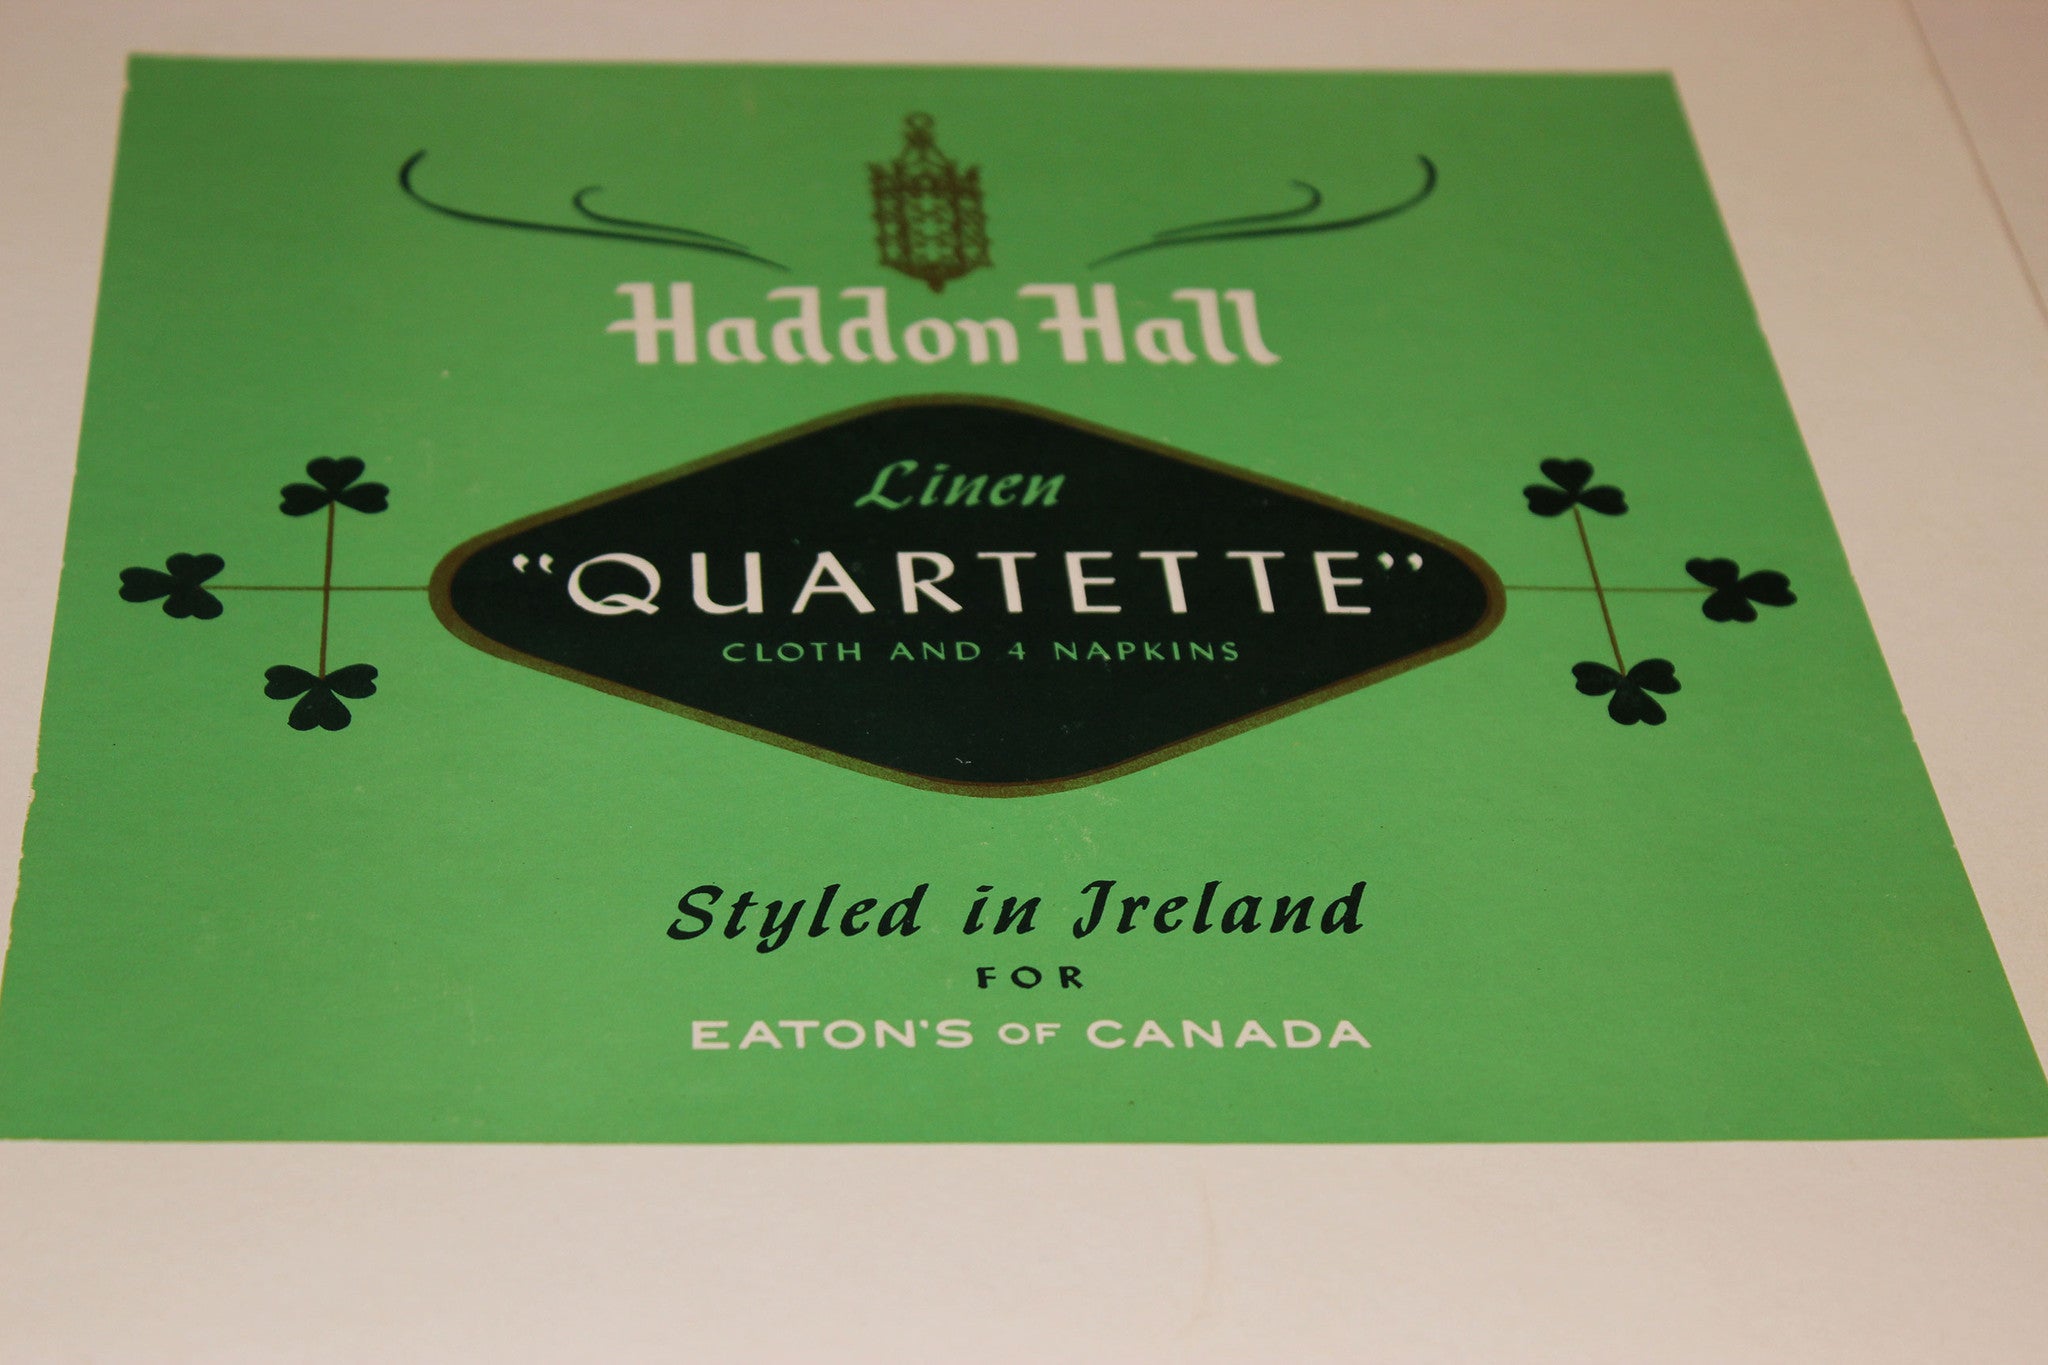 Haddon Hall
Linen
“QUARTETTE”
CLOTH AND 4 NAPKINS
Styled in Ireland
FOR
EATON'S OF CANADA